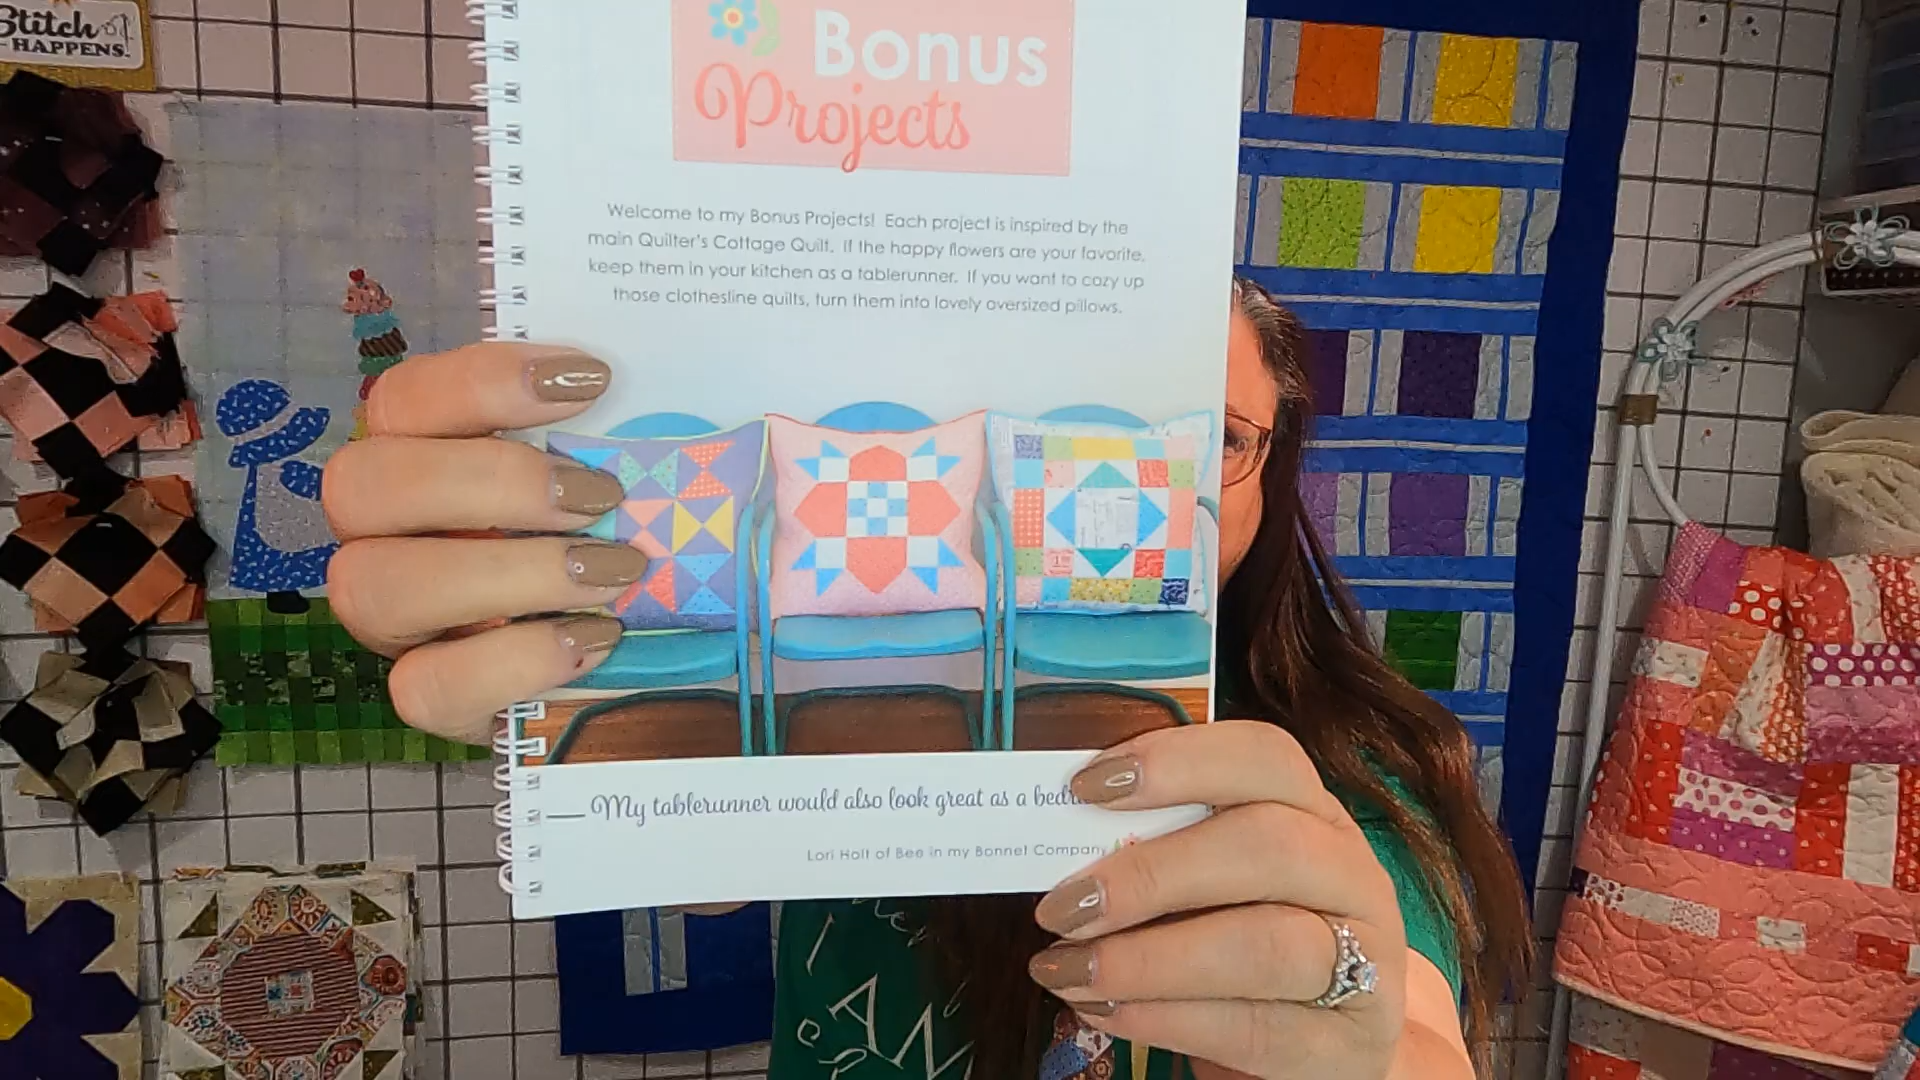 Stitch
HAPPENS!
Bonus
Projects
Welcome to my Bonus Projects! Each project is inspired by the
main Quilter's Cottage Quilt. If the happy flowers are your favorite,
keep them in your kitchen as a tablerunner. If you want to cozy up
those clothesline quilts, turn them into lovely oversized pillows.
My tablerunner would also look great as a
Lori Holt of Bee in my Bonnet Company
I
AM